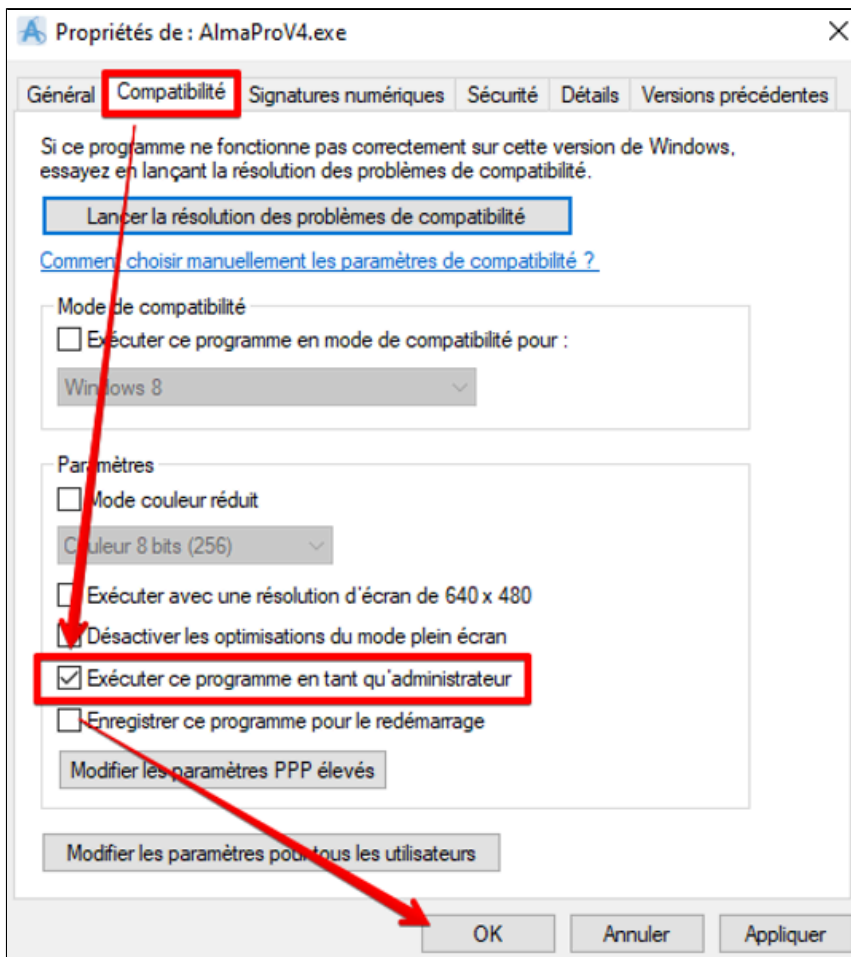 Propriétés de : AlmaProV4.exe
Général Compatibilité Signatures numériques Sécurité Détails Versions précédentes
Si ce programme ne fonctionne pas correctement sur cette version de Windows,
essayez en lançant la résolution des problèmes de compatibilité.
Lancer la résolution des problèmes de compatibilité
Comment choisir manuellement les paramètres de compatibilité ?
Mode de compatibilité
Exécuter ce programme en mode de compatibilité pour :
Windows 8
Paramètres
Mode couleur réduit
Couleur 8 bits (256)
Exécuter avec une résolution d'écran de 640 x 480
Désactiver les optimisations du mode plein écran
Exécuter ce programme en tant qu'administrateur
Enregistrer ce programme pour le redémarrage
Modifier les paramètres PPP élevés
Modifier les paramètres pour tous les utilisateurs
OK Annuler Appliquer